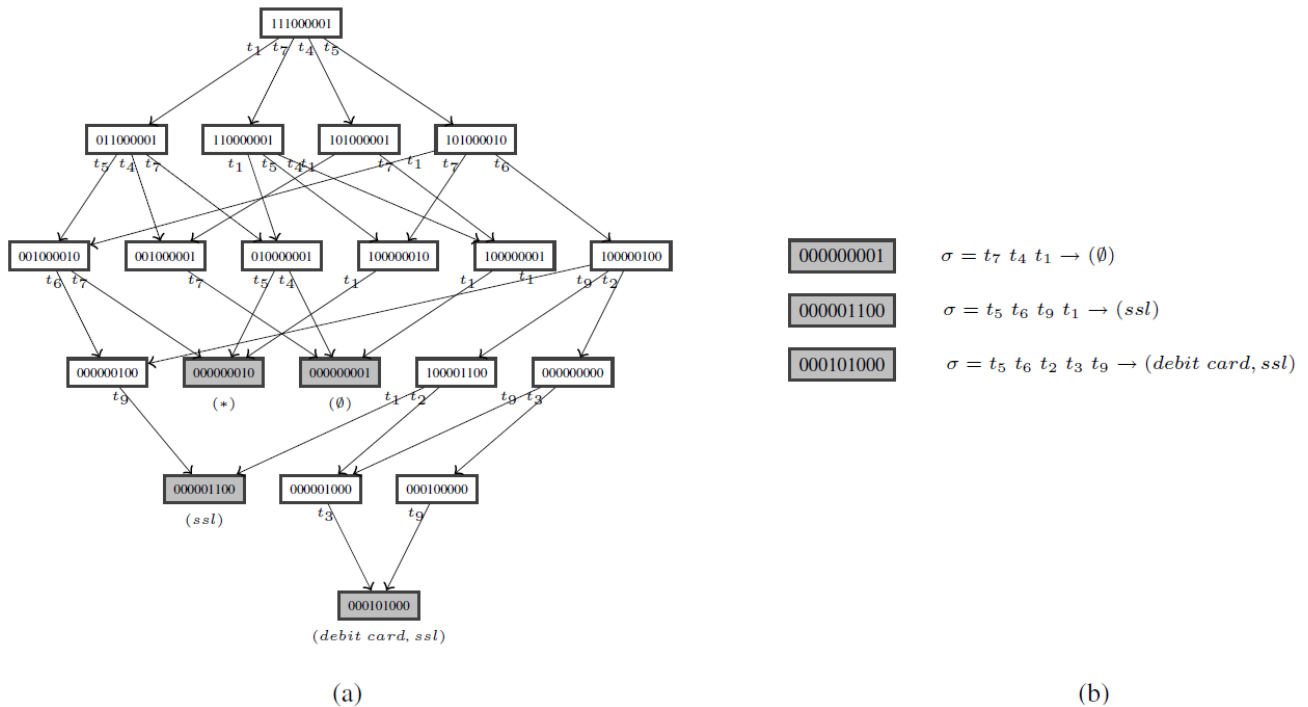 111000001
t1 t7 t4 t5
011000001 110000001 101000001 101000010
t5 t4 t7 t1 t5 t4 t1 t7 t1 t7 t6
001000010 001000001 010000001 100000010 100000001 100000100
t6 t7 t7 t5 t4 t1 t1 t1 t9 t2
000000100 000000010 000000001 100001100 000000000
(*) (∅)
t9 t1 t2 t9 t3
000001100 000001000 000100000
(ssl)
t3 t9
000101000
(debit card, ssl)
(a)
000000001 σ = t7 t4 t1 → (∅)
000001100 σ = t5 t6 t9 t1 → (ssl)
000101000 σ = t5 t6 t2 t3 t9 → (debit card, ssl)
(b)